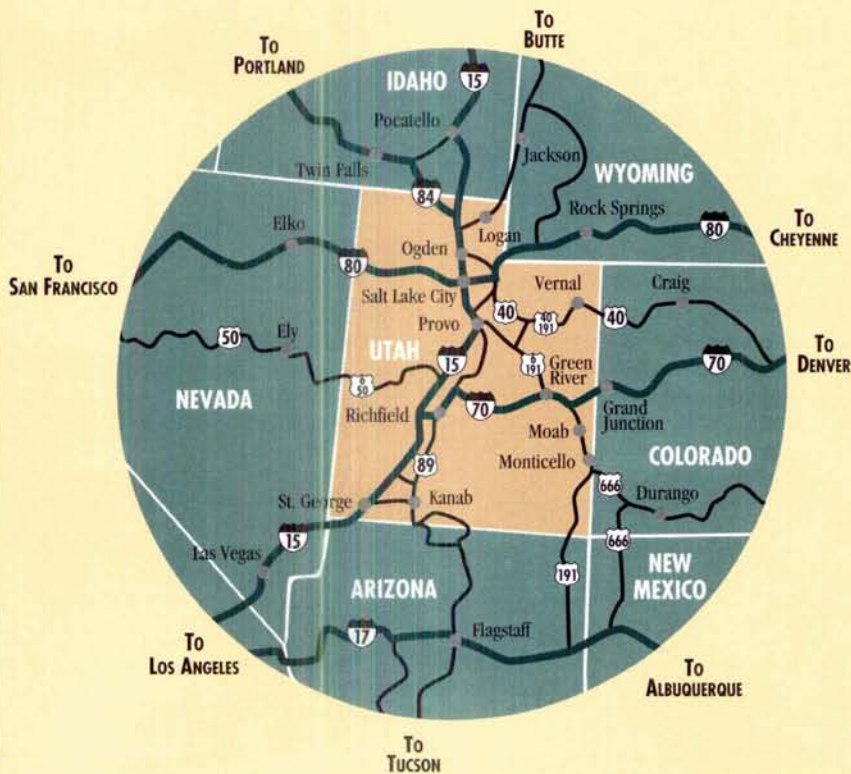 To
BUTTE
To
PORTLAND
IDAHO
15
Pocatello
Jackson
Twin Falls
WYOMING
84
Rock Springs
80
To
CHEYENNE
Elko
Logan
Ogden
80
To
SAN FRANCISCO
Salt Lake City
Vernal
Craig
40
40
191
40
Provo
50
Ely
UTAH
15
6
191
Green
River
70
To
DENVER
6
50
NEVADA
Richfield
70
Grand
Junction
Moab
COLORADO
89
Monticello
666
Durango
St. George
Kanab
15
666
Las Vegas
191
NEW
MEXICO
ARIZONA
17
Flagstaff
To
LOS ANGELES
To
ALBUQUERQUE
To
TUCSON